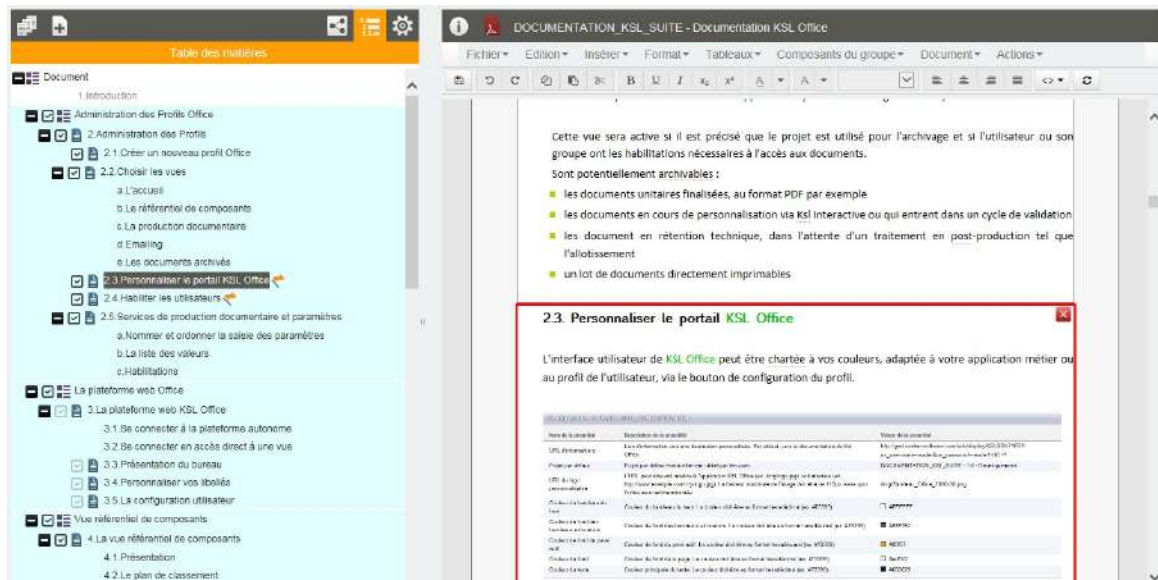 DOCUMENTATION_KSL_SUITE - Documentation KSL Office
Table des matières
Fichier Edition Insérer Format Tableaux Composants du groupe Document Actions
Document
1.Introduction
Administration des Profils Office
2.Administration des Profils
2.1.Créer un nouveau profil Office
2.2.Choisir les vues
a.L'accueil
b.Le référentiel de composants
c.La production documentaire
d.Emailing
e.Les documents archivés
2.3.Personnaliser le portail KSL Office
2.4.Habiliter les utilisateurs
2.5.Services de production documentaire et paramètres
a.Nommer et ordonner la saisie des paramètres
b.La liste des valeurs
c.Habilitations
La plateforme web Office
3.La plateforme web KSL Office
3.1.Se connecter à la plateforme autonome
3.2.Se connecter en accès direct à une vue
3.3.Présentation du bureau
3.4.Personnaliser vos libellés
3.5.La configuration utilisateur
Vue référentiel de composants
4.La vue référentiel de composants
4.1.Présentation
4.2.Le plan de classement
Cette vue sera active si il est précisé que le projet est utilisé pour l'archivage et si l'utilisateur ou son
groupe ont les habilitations nécessaires à l'accès aux documents.
Sont potentiellement archivables :
les documents unitaires finalisées, au format PDF par exemple
les documents en cours de personnalisation via Ksl Interactive ou qui entrent dans un cycle de validation
les document en rétention technique, dans l'attente d'un traitement en post-production tel que
l'allotissement
un lot de documents directement imprimables
2.3. Personnaliser le portail KSL Office
L'interface utilisateur de KSL Office peut être chartée à vos couleurs, adaptée à votre application métier ou
au profil de l'utilisateur, via le bouton de configuration du profil.